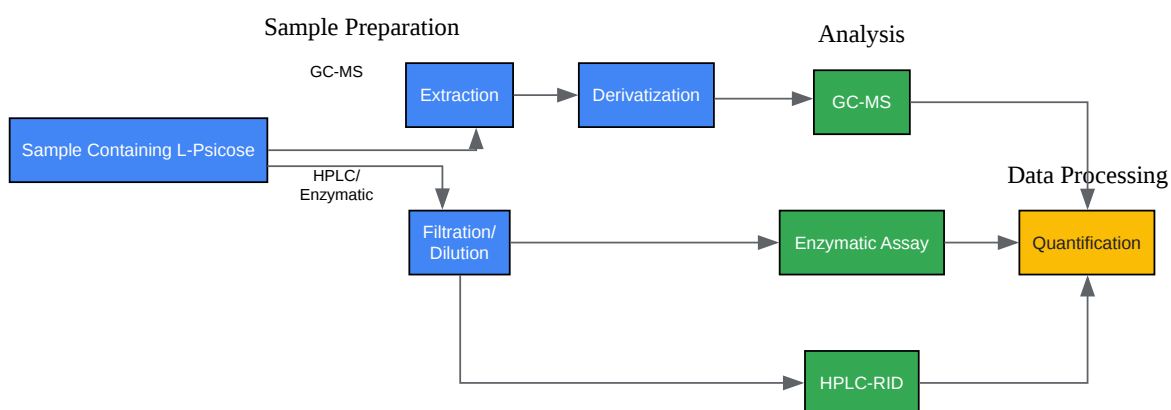 Sample Preparation
Analysis
GC-MS
Extraction
Derivatization
GC-MS
Sample Containing L-Psicose
HPLC/
Enzymatic
Data Processing
Filtration/
Dilution
Enzymatic Assay
Quantification
HPLC-RID